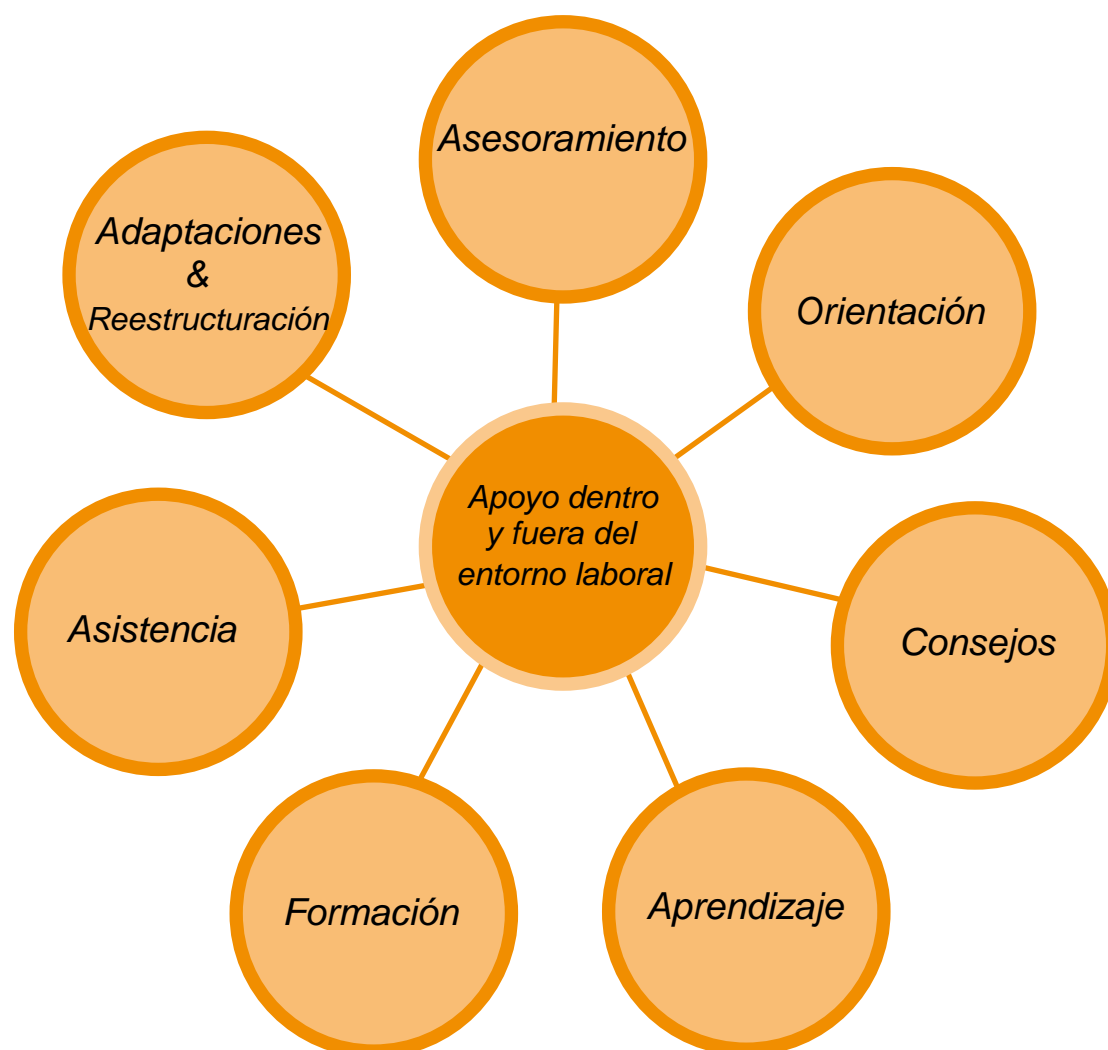 Asesoramiento
Adaptaciones
&
Reestructuración
Orientación
Apoyo dentro
y fuera del
entorno laboral
Asistencia
Consejos
Formación
Aprendizaje